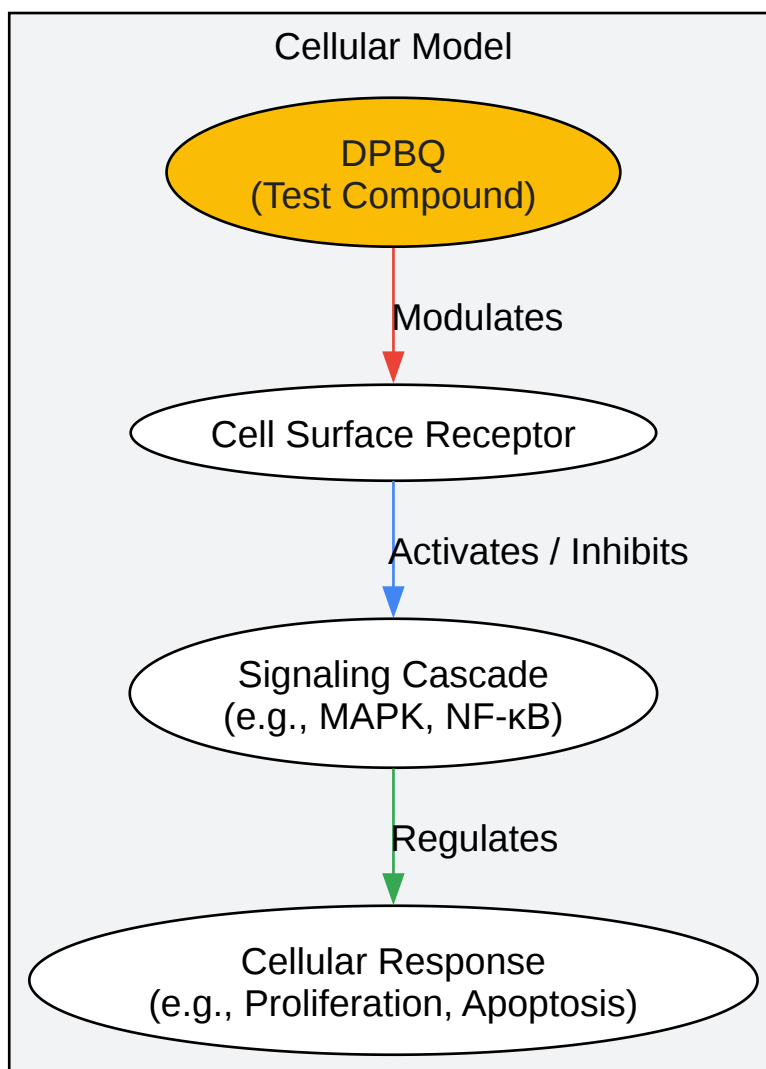 Cellular Model
DPBQ
(Test Compound)
Modulates
Cell Surface Receptor
Activates / Inhibits
Signaling Cascade
(e.g., MAPK, NF-κB)
Regulates
Cellular Response
(e.g., Proliferation, Apoptosis)